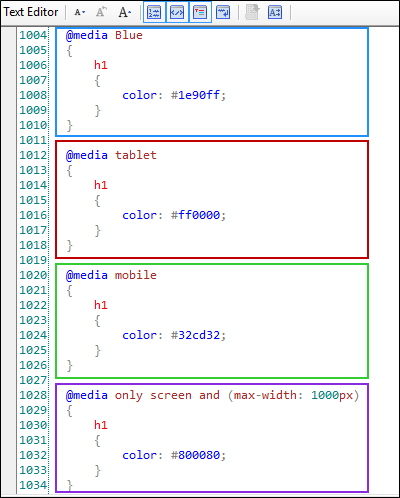 Text Editor A A A
1004 @media Blue
1005 {
1006 h1
1007 {
1008 color: #1e90ff;
1009 }
1010 }
1011
1012 @media tablet
1013 {
1014 h1
1015 {
1016 color: #ff0000;
1017 }
1018 }
1019
1020 @media mobile
1021 {
1022 h1
1023 {
1024 color: #32cd32;
1025 }
1026 }
1027
1028 @media only screen and (max-width: 1000px)
1029 {
1030 h1
1031 {
1032 color: #800080;
1033 }
1034 }